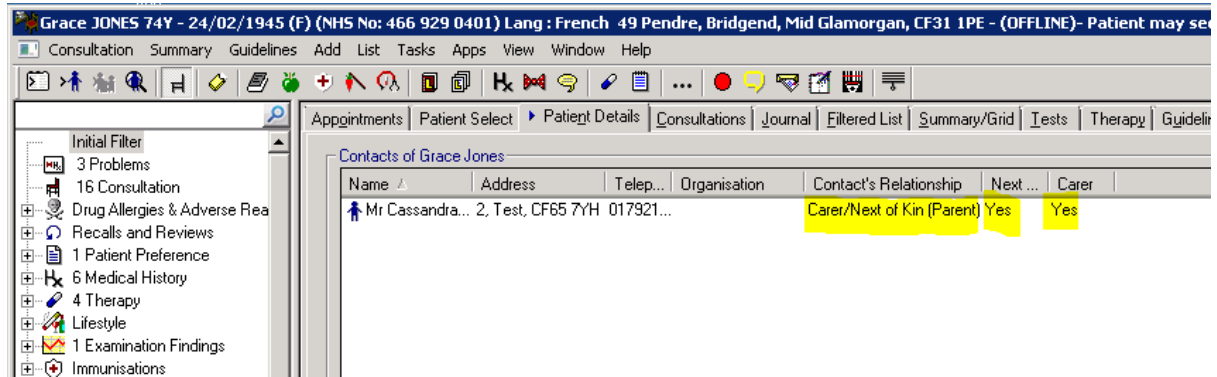 Grace JONES 74Y - 24/02/1945 (F) (NHS No: 466 929 0401) Lang : French 49 Pendre, Bridgend, Mid Glamorgan, CF31 1PE - (OFFLINE)- Patient may se
Consultation Summary Guidelines Add List Tasks Apps View Window Help
Appointments Patient Select Patient Details Consultations Journal Filtered List Summary/Grid Tests Therapy Guidelin
Initial Filter
3 Problems
16 Consultation
Drug Allergies & Adverse Rea
Recalls and Reviews
1 Patient Preference
6 Medical History
4 Therapy
Lifestyle
1 Examination Findings
Immunisations
Contacts of Grace Jones
Name Address Telep... Organisation Contact's Relationship Next ... Carer
Mr Cassandra... 2, Test, CF65 7YH 017921... Carer/Next of Kin (Parent) Yes Yes